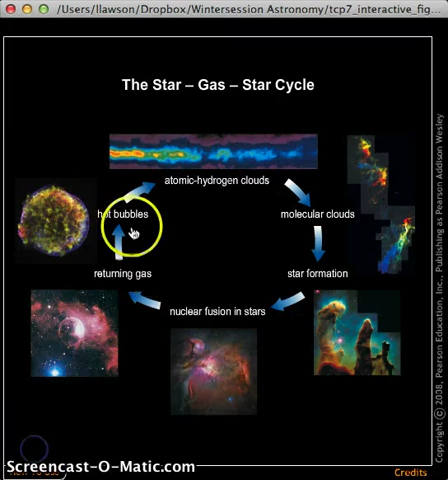 /Users/llawson/Dropbox/Wintersession Astronomy/tcp7_interactive_fig...
The Star – Gas – Star Cycle
atomic-hydrogen clouds
hot bubbles
molecular clouds
returning gas
star formation
nuclear fusion in stars
Copyright © 2008, Pearson Education, Inc., Publishing as Pearson Addison Wesley
Screencast-O-Matic.com
Credits